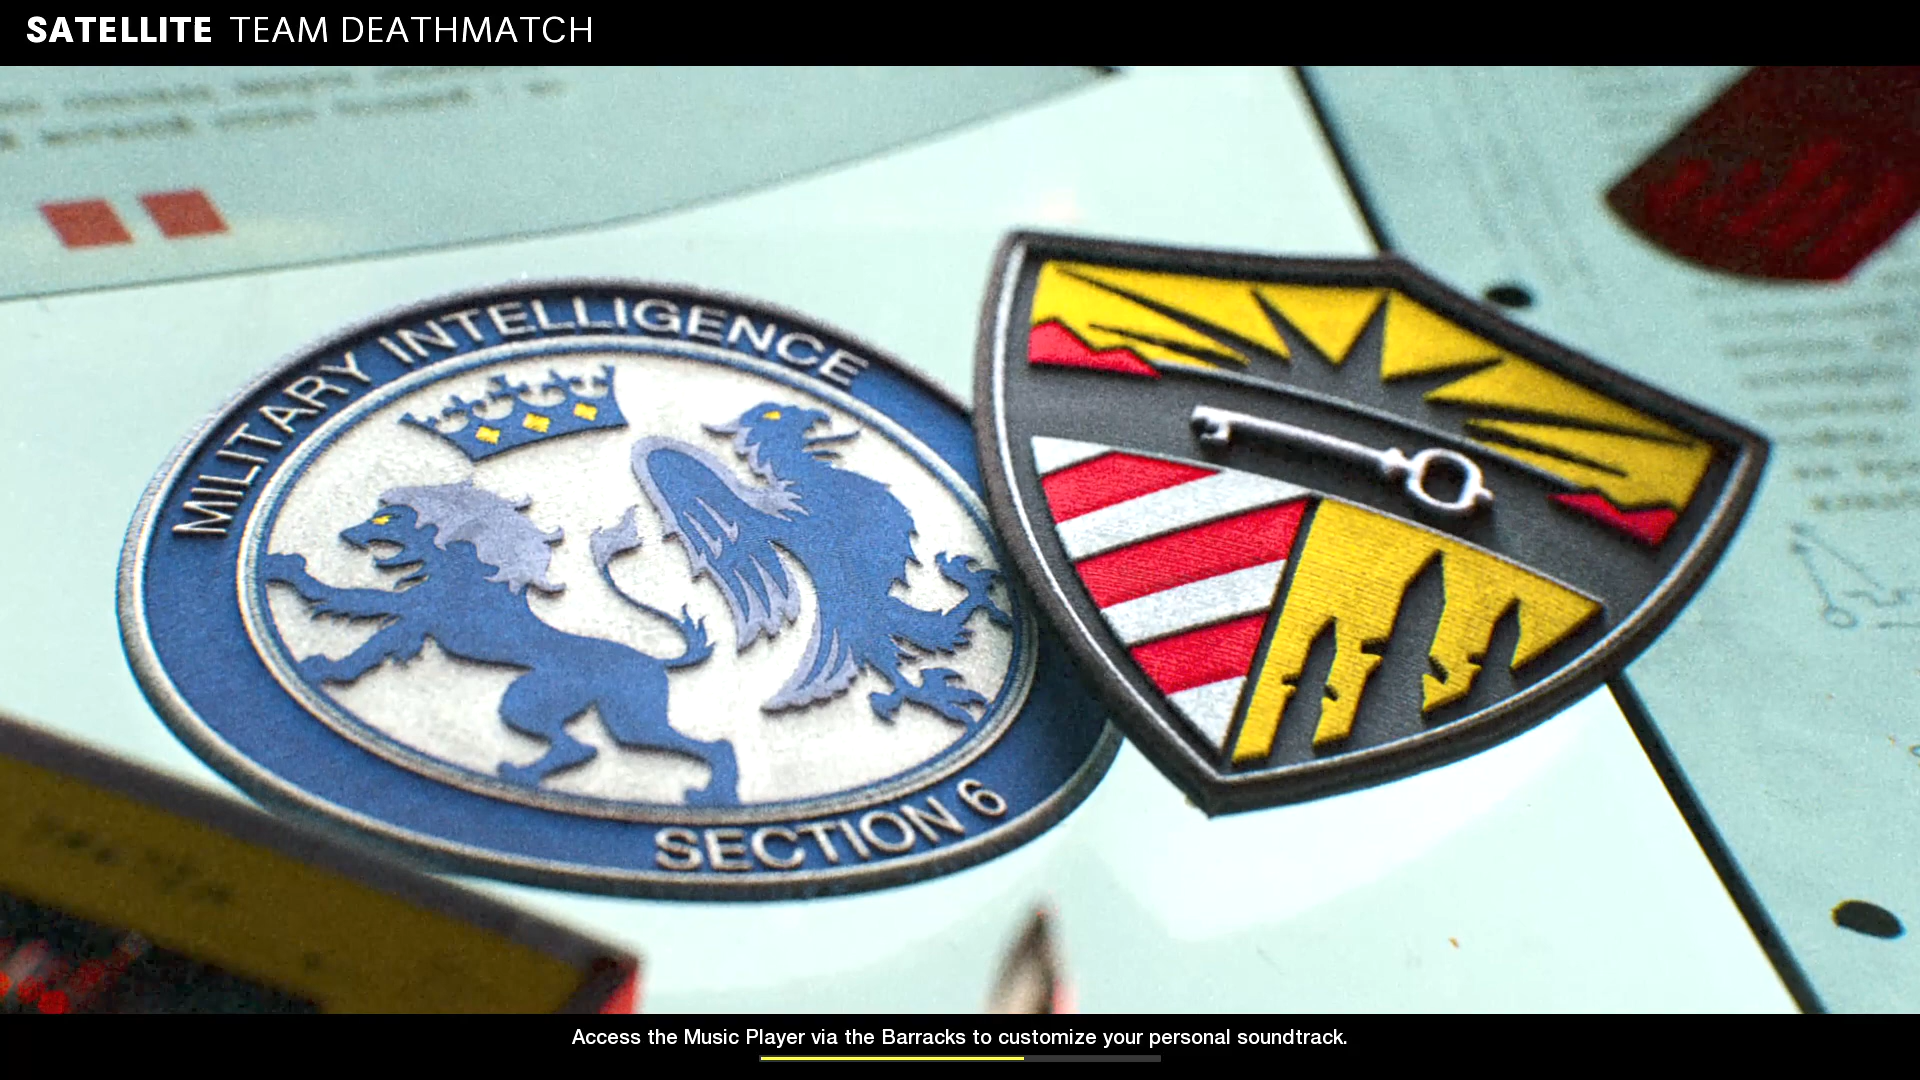 SATELLITE TEAM DEATHMATCH
MILITARY INTELLIGENCE
SECTION 6
Access the Music Player via the Barracks to customize your personal soundtrack.